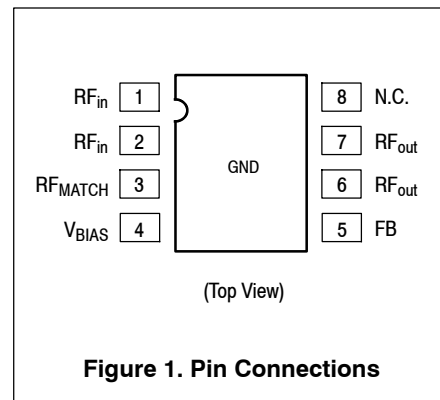 RFin 1 8 N.C.
RFin 2 7 RFout
GND
RFMATCH 3 6 RFout
VBIAS 4 5 FB
(Top View)
Figure 1. Pin Connections